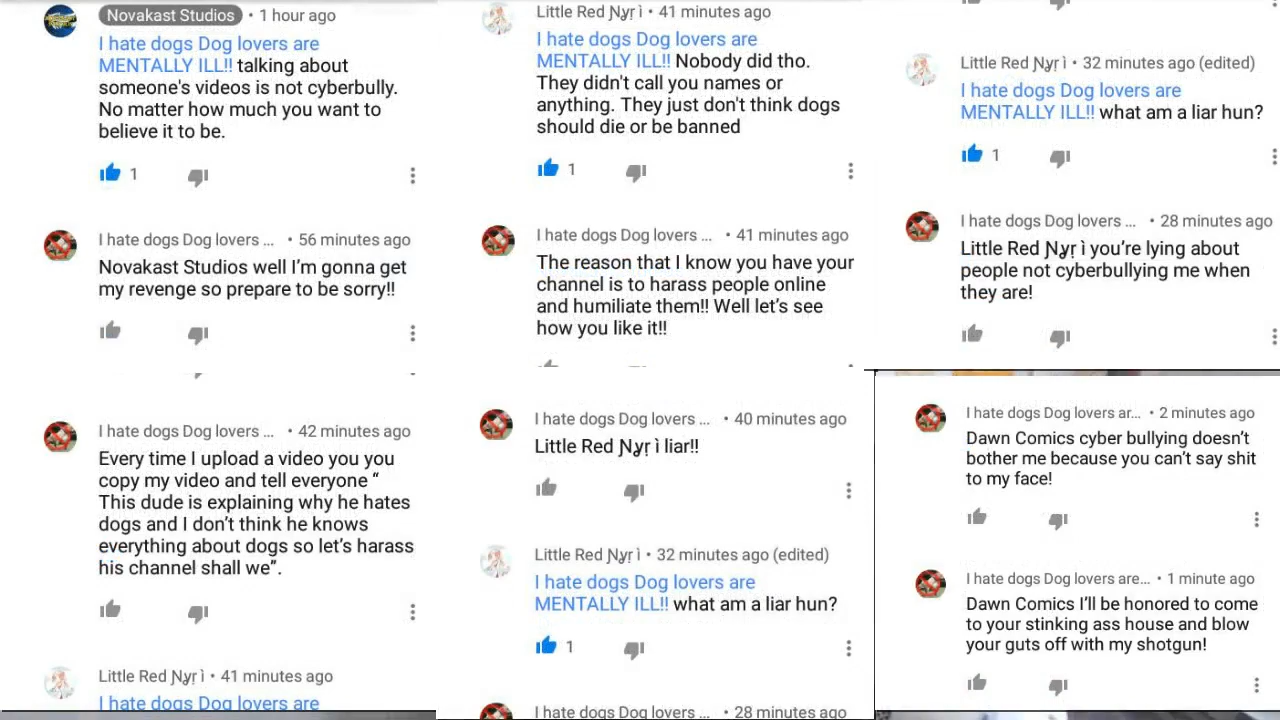 Novakast Studios • 1 hour ago
I hate dogs Dog lovers are
MENTALLY ILL!! talking about
someone's videos is not cyberbully.
No matter how much you want to
believe it to be.
1
I hate dogs Dog lovers ... • 56 minutes ago
Novakast Studios well I'm gonna get
my revenge so prepare to be sorry!!
I hate dogs Dog lovers ... • 42 minutes ago
Every time I upload a video you you
copy my video and tell everyone “
This dude is explaining why he hates
dogs and I don't think he knows
everything about dogs so let's harass
his channel shall we”.
Little Red Ɲƴŗ ì • 41 minutes ago
I hate dogs Dog lovers are
Little Red Ɲƴŗ ì • 41 minutes ago
I hate dogs Dog lovers are
MENTALLY ILL!! Nobody did tho.
They didn't call you names or
anything. They just don't think dogs
should die or be banned
1
I hate dogs Dog lovers ... • 41 minutes ago
The reason that I know you have your
channel is to harass people online
and humiliate them!! Well let's see
how you like it!!
I hate dogs Dog lovers ... • 40 minutes ago
Little Red Ɲƴŗ ì liar!!
Little Red Ɲƴŗ ì • 32 minutes ago (edited)
I hate dogs Dog lovers are
MENTALLY ILL!! what am a liar hun?
1
I hate dogs Dog lovers ... • 28 minutes ago
Little Red Ɲƴŗ ì • 32 minutes ago (edited)
I hate dogs Dog lovers are
MENTALLY ILL!! what am a liar hun?
1
I hate dogs Dog lovers ... • 28 minutes ago
Little Red Ɲƴŗ ì you're lying about
people not cyberbullying me when
they are!
I hate dogs Dog lovers ar... • 2 minutes ago
Dawn Comics cyber bullying doesn't
bother me because you can't say shit
to my face!
I hate dogs Dog lovers are... • 1 minute ago
Dawn Comics I'll be honored to come
to your stinking ass house and blow
your guts off with my shotgun!